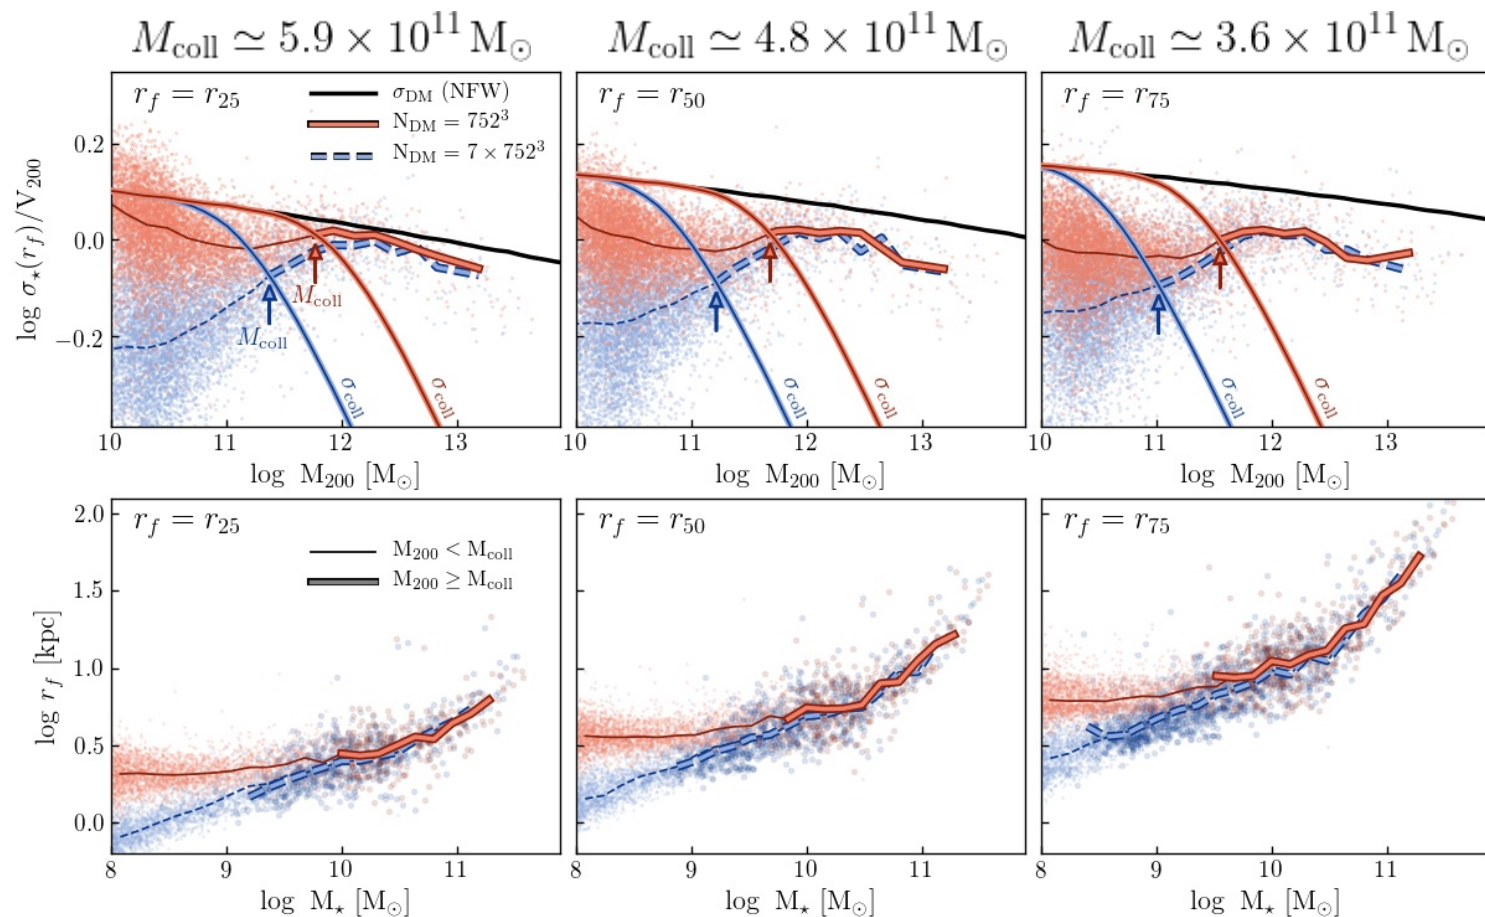 M_coll ≃ 5.9 × 10^11 M_⊙
M_coll ≃ 4.8 × 10^11 M_⊙
M_coll ≃ 3.6 × 10^11 M_⊙
r_f = r_25
σ_DM (NFW)
N_DM = 752^3
N_DM = 7 × 752^3
M_coll
M_coll
σ_coll
σ_coll
log σ_⋆(r_f)/V_200
0.2
0.0
−0.2
10 11 12 13
log M_200 [M_⊙]
r_f = r_50
σ_coll
σ_coll
10 11 12 13
log M_200 [M_⊙]
r_f = r_75
σ_coll
σ_coll
10 11 12 13
log M_200 [M_⊙]
r_f = r_25
M_200 < M_coll
M_200 ≥ M_coll
log r_f [kpc]
2.0
1.5
1.0
0.5
0.0
8 9 10 11
log M_⋆ [M_⊙]
r_f = r_50
8 9 10 11
log M_⋆ [M_⊙]
r_f = r_75
8 9 10 11
log M_⋆ [M_⊙]